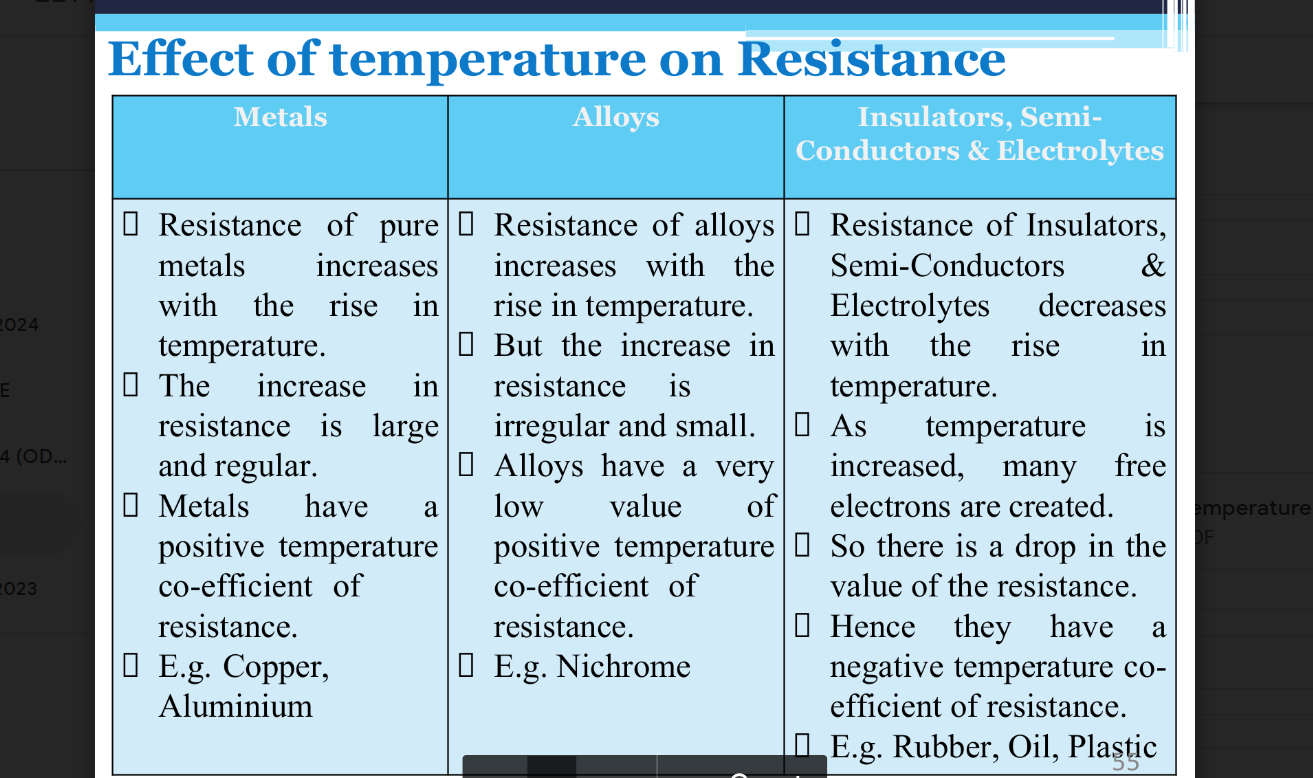 Effect of temperature on Resistance
Metals
Resistance of pure
metals increases
with the rise in
temperature.
The increase in
resistance is large
and regular.
Metals have a
positive temperature
co-efficient of
resistance.
E.g. Copper,
Aluminium
Alloys
Resistance of alloys
increases with the
rise in temperature.
But the increase in
resistance is
irregular and small.
Alloys have a very
low value of
positive temperature
co-efficient of
resistance.
E.g. Nichrome
Insulators, Semi-
Conductors & Electrolytes
Resistance of Insulators,
Semi-Conductors &
Electrolytes decreases
with the rise in
temperature.
As temperature is
increased, many free
electrons are created.
So there is a drop in the
value of the resistance.
Hence they have a
negative temperature co-
efficient of resistance.
E.g. Rubber, Oil, Plastic
55
2024
E
4 (OD...
2023
emperature